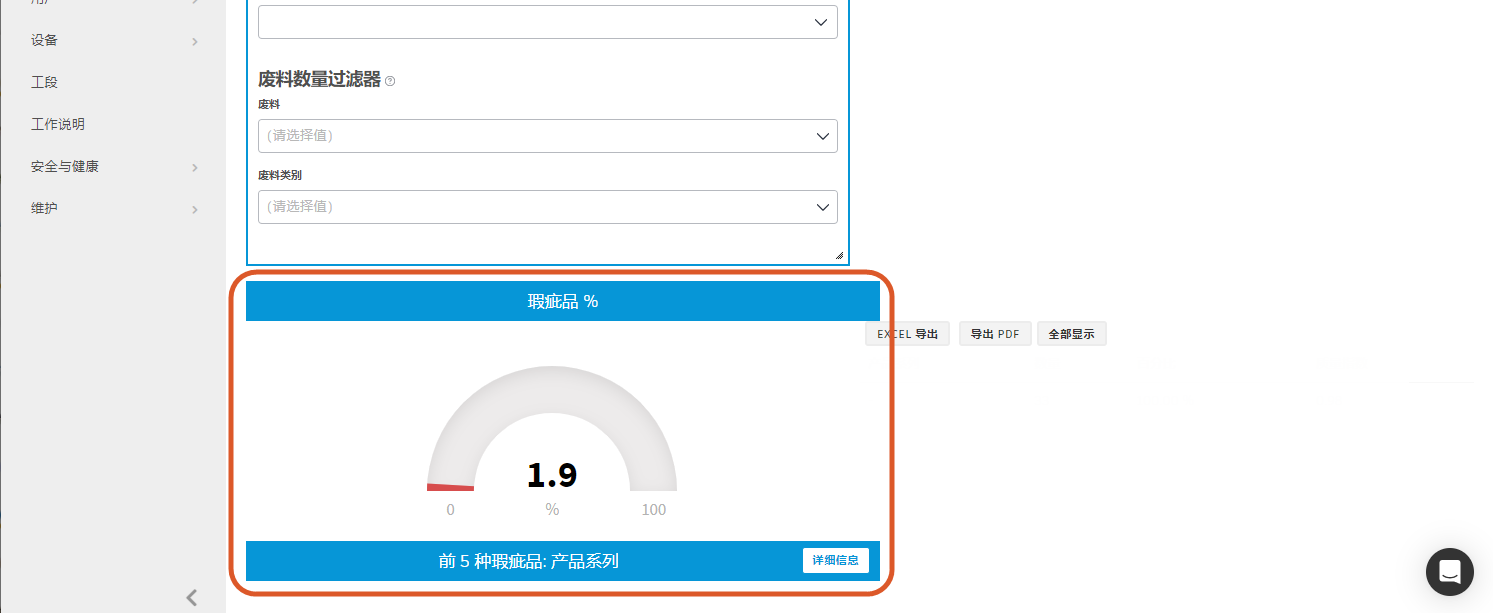 设备
工段
工作说明
安全与健康
维护
废料数量过滤器
废料
(请选择值)
废料类别
(请选择值)
瑕疵品 %
EXCEL 导出
导出 PDF
全部显示
1.9
0
%
100
前 5 种瑕疵品: 产品系列
详细信息